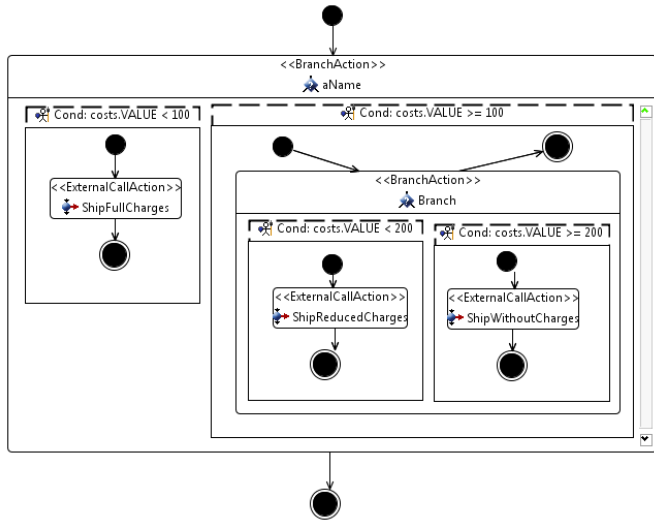 <<BranchAction>>
aName
Cond: costs.VALUE < 100
Cond: costs.VALUE >= 100
<<ExternalCallAction>>
ShipFullCharges
<<BranchAction>>
Branch
Cond: costs.VALUE < 200
Cond: costs.VALUE >= 200
<<ExternalCallAction>>
ShipReducedCharges
<<ExternalCallAction>>
ShipWithoutCharges